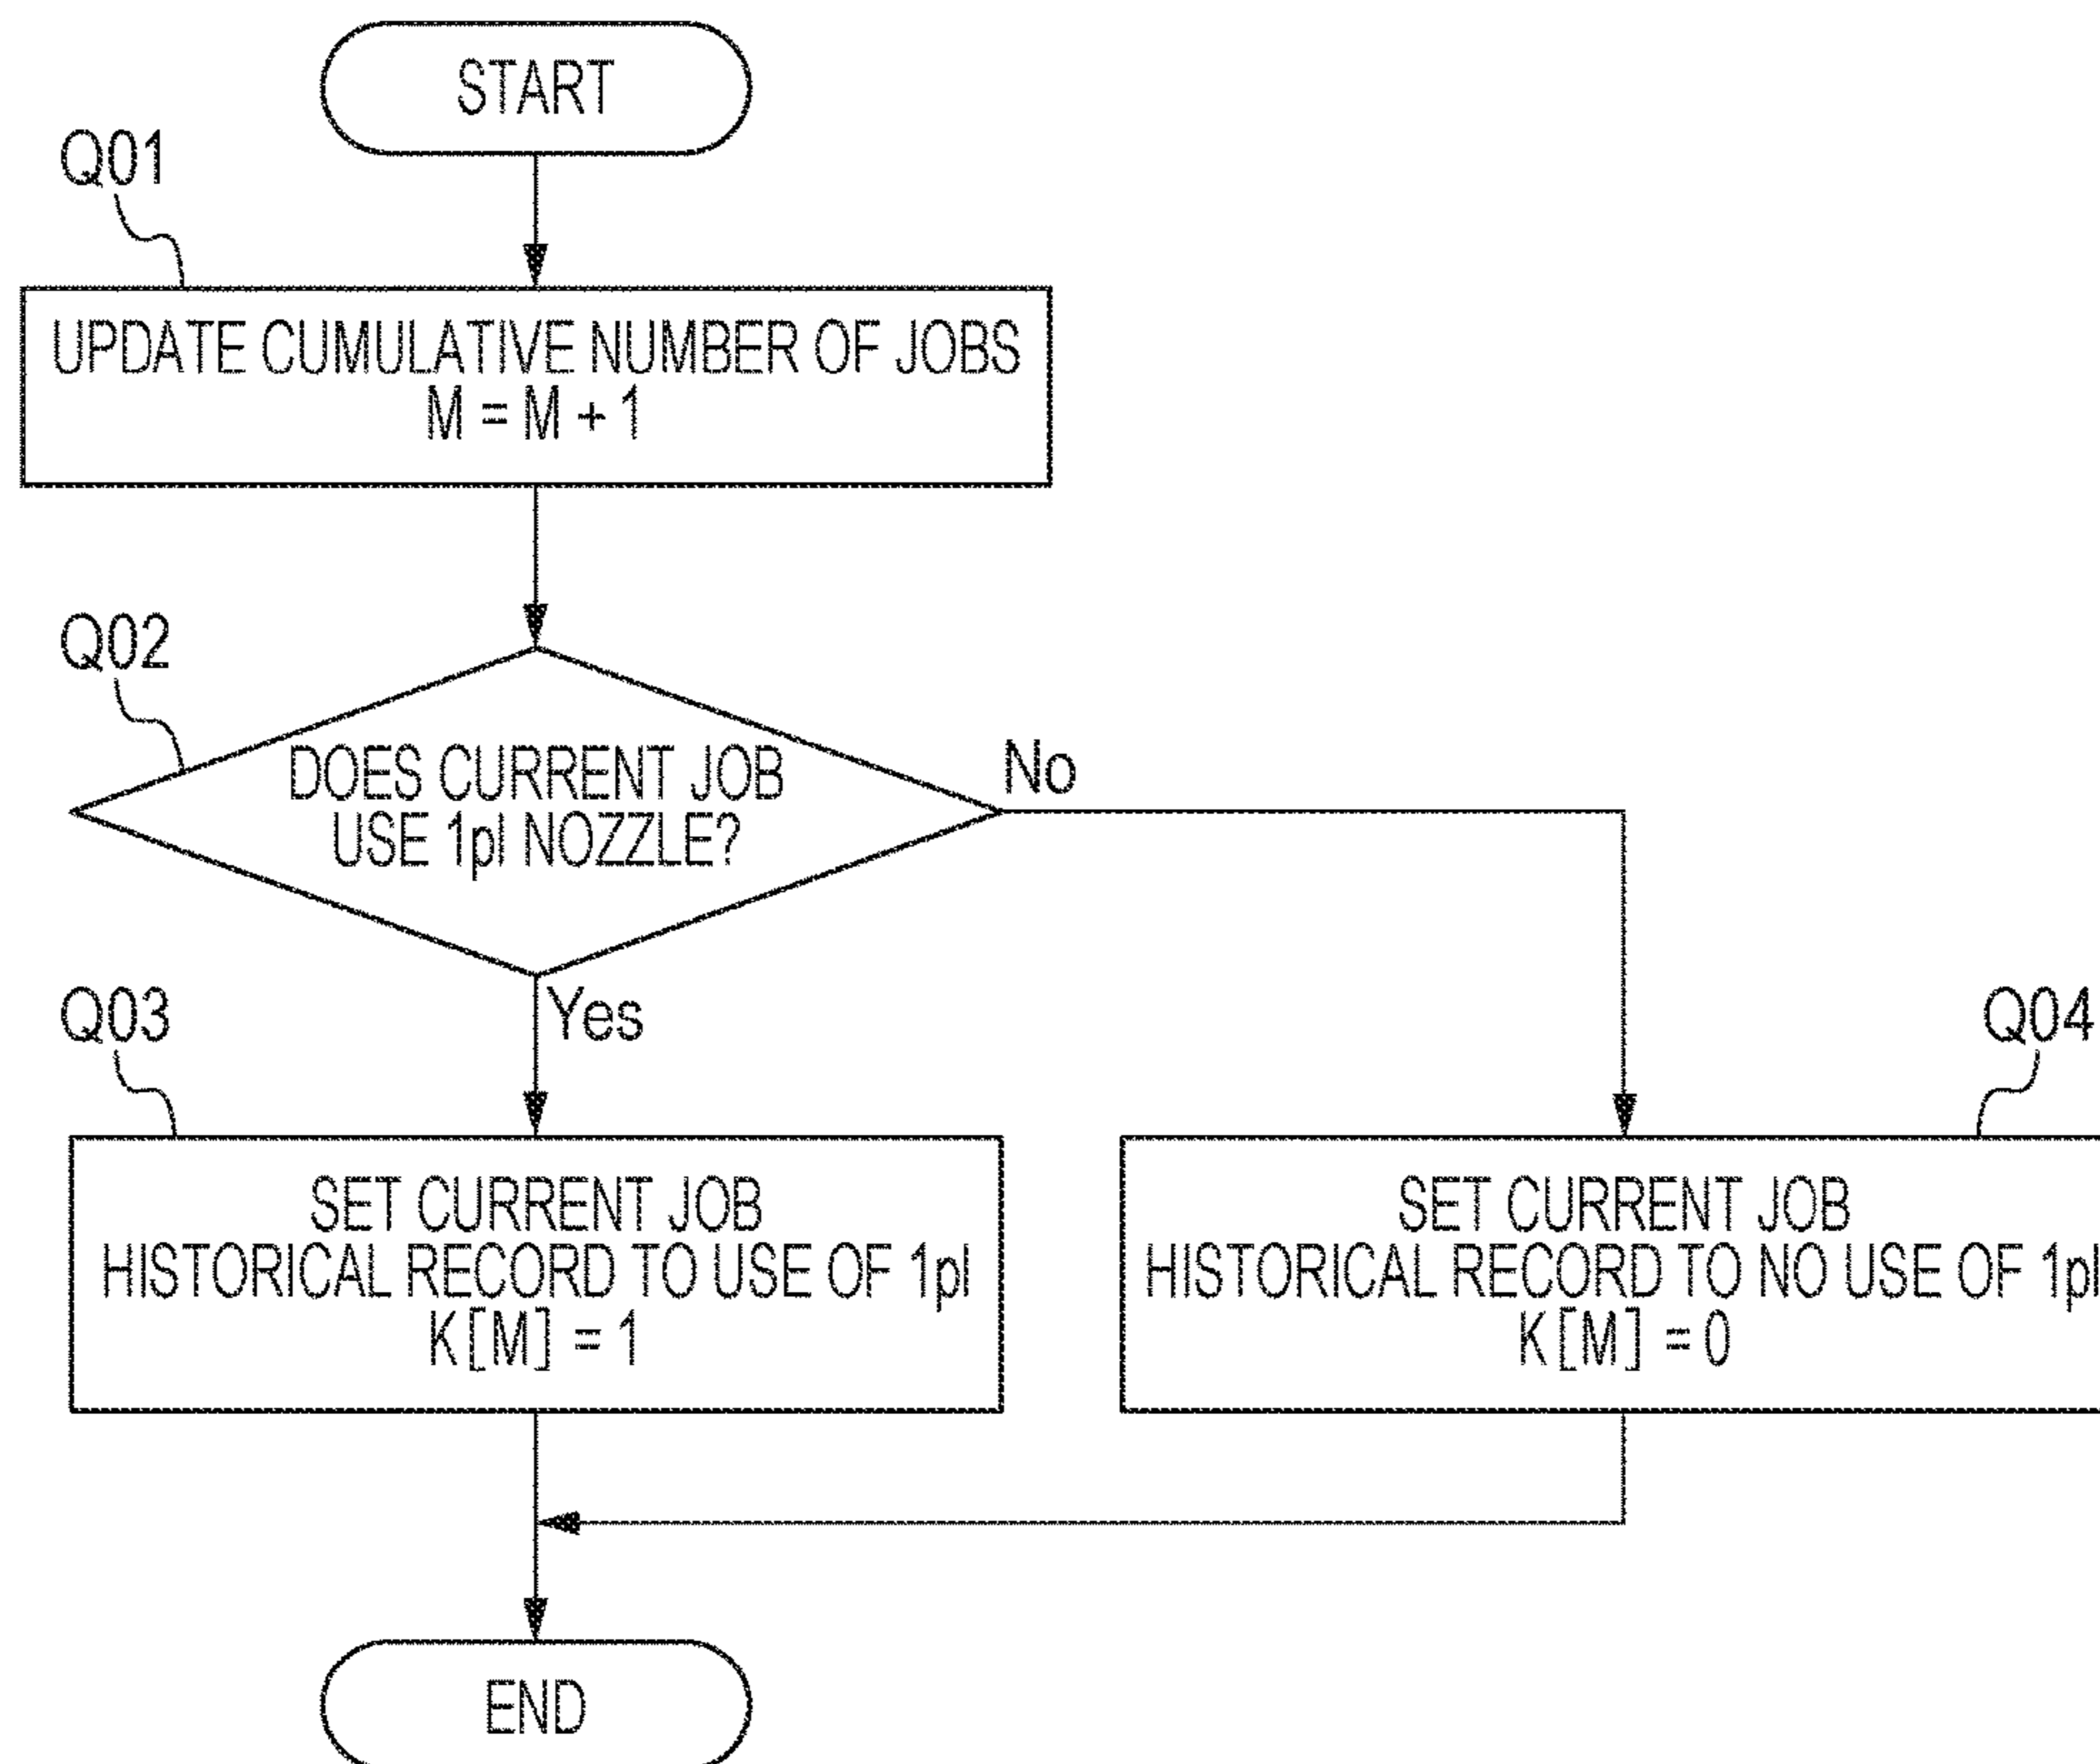 START
Q01
UPDATE CUMULATIVE NUMBER OF JOBS
M = M + 1
Q02
DOES CURRENT JOB
USE 1pl NOZZLE?
No
Yes
Q03
SET CURRENT JOB
HISTORICAL RECORD TO USE OF 1pl
K[M] = 1
Q04
SET CURRENT JOB
HISTORICAL RECORD TO NO USE OF 1pl
K[M] = 0
END